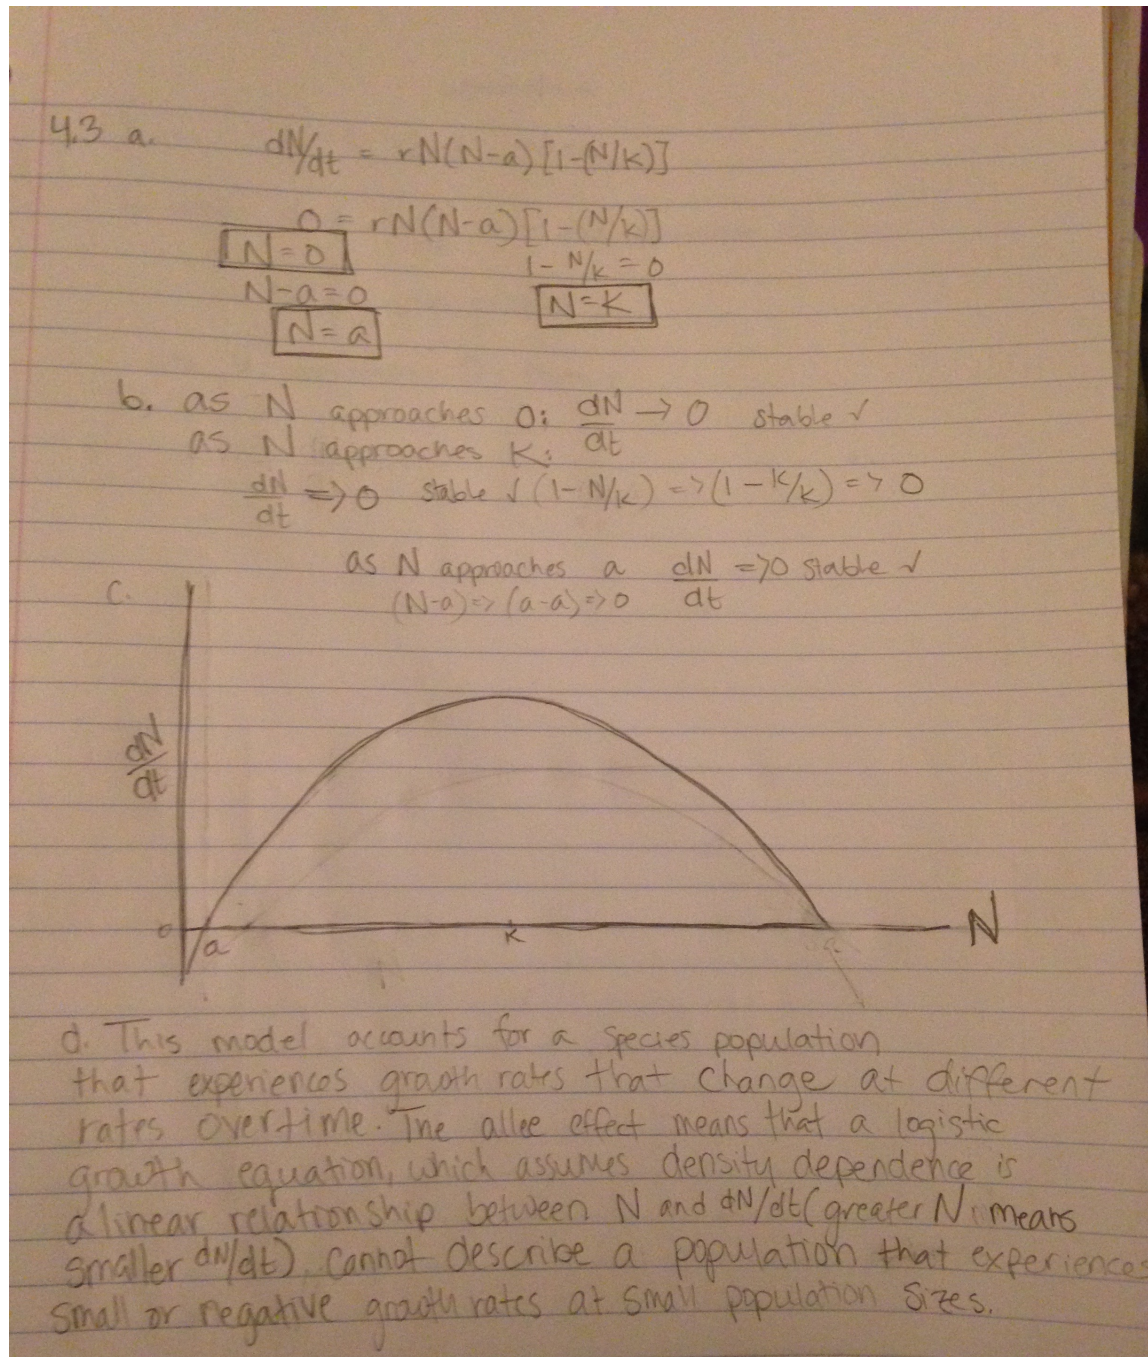 4.3 a. dN/dt = rN(N-a)[1-(N/K)]
0 = rN(N-a)[1-(N/K)]
N=0
1-N/K = 0
N-a=0
N=K
N=a
b. as N approaches 0: dN/dt → 0 stable ✓
as N approaches K:
dN/dt => 0 stable ✓ (1-N/K) => (1-K/K) => 0
as N approaches a dN/dt => 0 stable ✓
(N-a) => (a-a) => 0
c.
dN/dt
0 a K N
d. This model accounts for a species population
that experiences growth rates that change at different
rates overtime. The allee effect means that a logistic
growth equation, which assumes density dependence is
a linear relationship between N and dN/dt (greater N means
smaller dN/dt), cannot describe a population that experiences
small or negative growth rates at small population sizes.